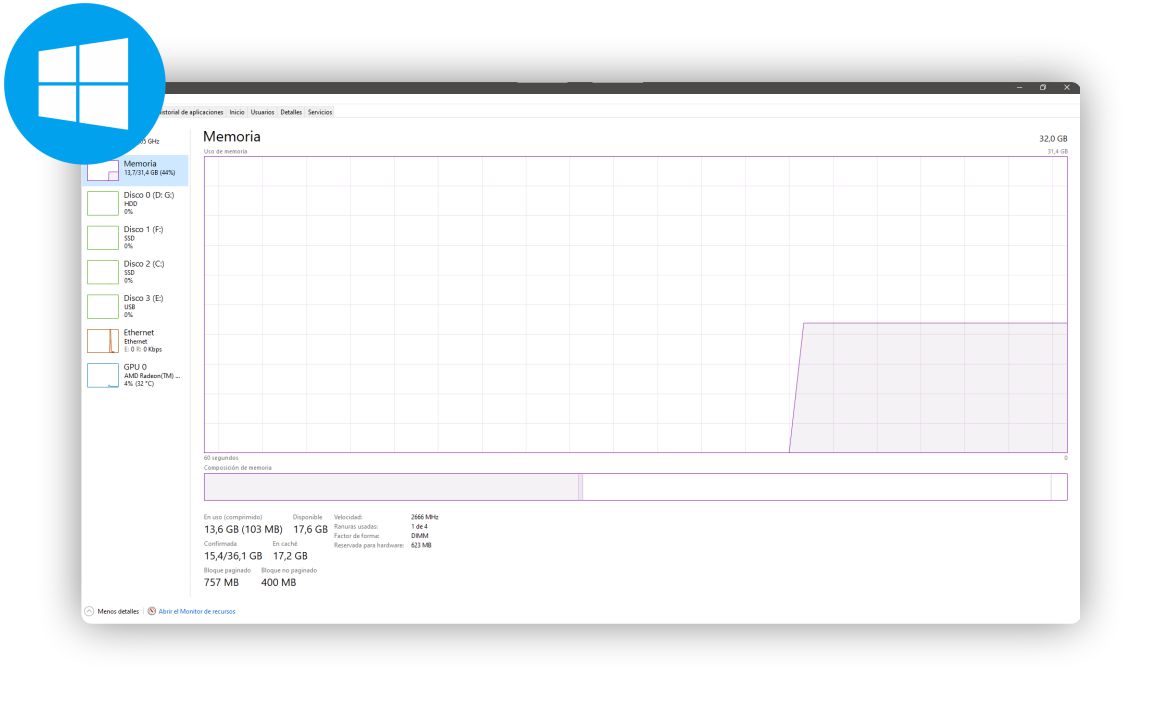 aplicaciones Inicio Usuarios Detalles Servicios
GHz
Memoria
13,7/31,4 GB (44%)
Disco 0 (D: G:)
HDD
0%
Disco 1 (F:)
SSD
0%
Disco 2 (C:)
SSD
0%
Disco 3 (E:)
USB
0%
Ethernet
Ethernet
E: 0 R: 0 Kbps
GPU 0
AMD Radeon(TM) ...
4% (32 °C)
Memoria
32,0 GB
Uso de memoria
31,4 GB
60 segundos
0
Composición de memoria
En uso (comprimido)
13,6 GB (103 MB)
Disponible
17,6 GB
Confirmada
15,4/36,1 GB
En caché
17,2 GB
Bloque paginado
757 MB
Bloque no paginado
400 MB
Velocidad: 2666 MHz
Ranuras usadas: 1 de 4
Factor de forma: DIMM
Reservada para hardware: 623 MB
Menos detalles
Abrir el Monitor de recursos